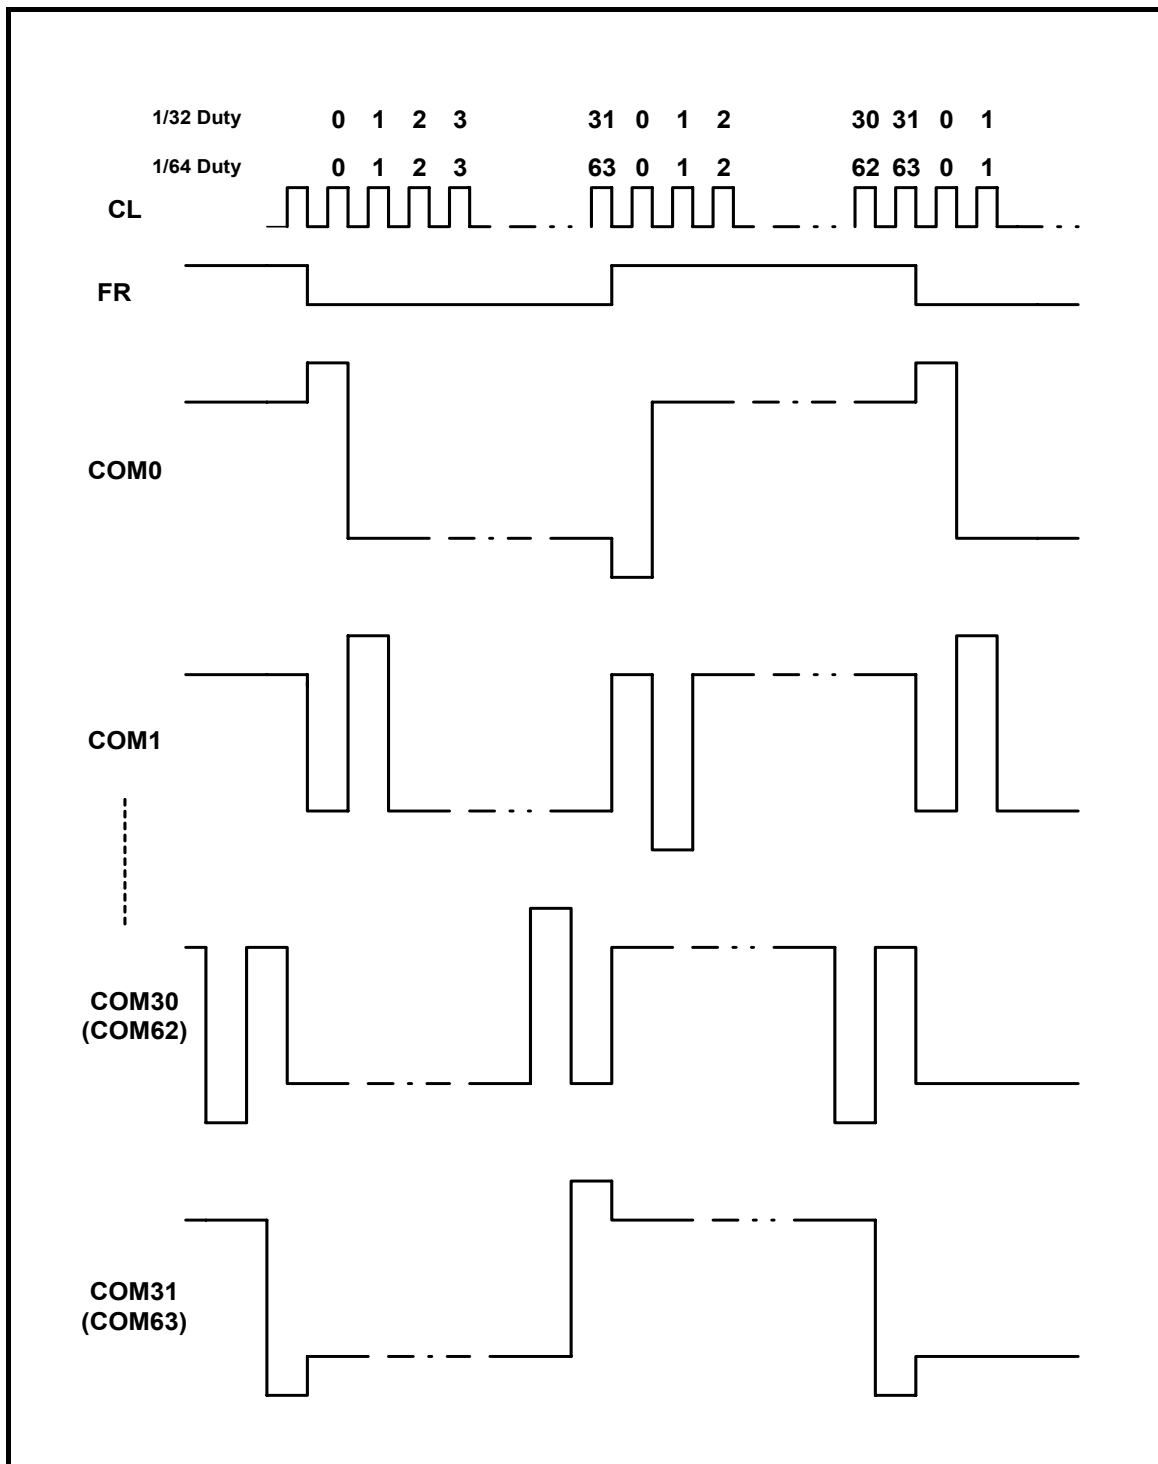 1/32 Duty 0 1 2 3 31 0 1 2 30 31 0 1
1/64 Duty 0 1 2 3 63 0 1 2 62 63 0 1
CL
FR
COM0
COM1
COM30
(COM62)
COM31
(COM63)